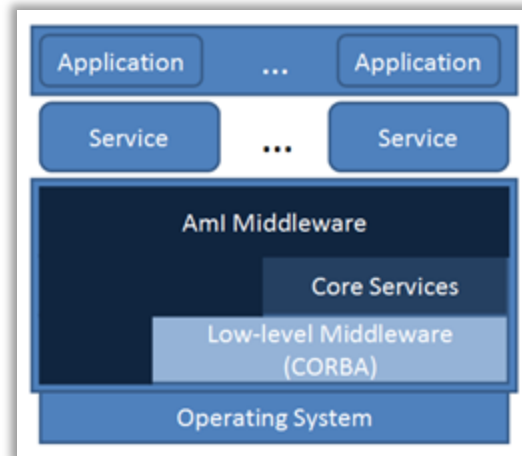 Application ... Application
Service ... Service
AmI Middleware
Core Services
Low-level Middleware
(CORBA)
Operating System